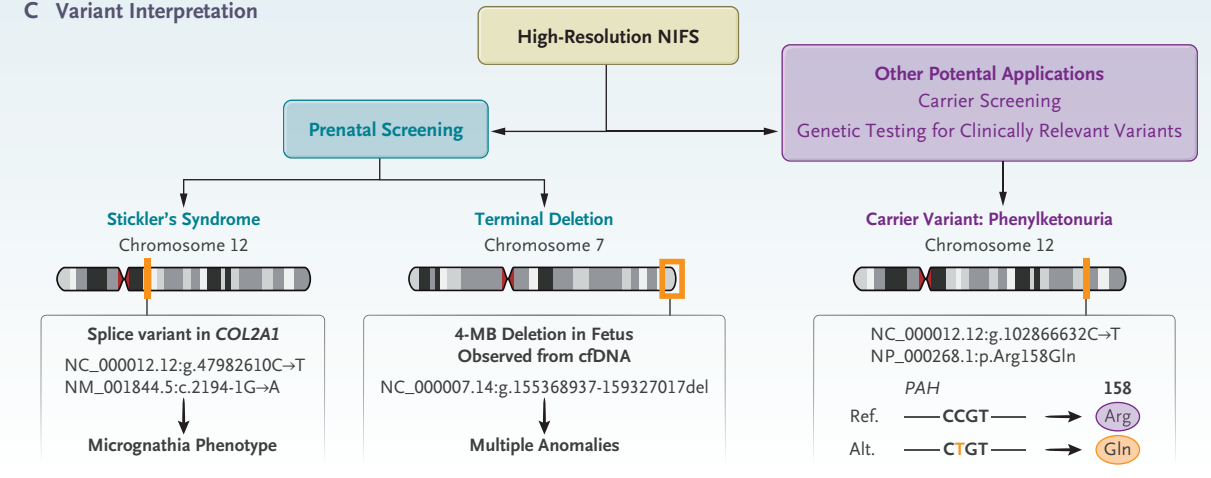 C Variant Interpretation
High-Resolution NIFS
Prenatal Screening
Other Potential Applications
Carrier Screening
Genetic Testing for Clinically Relevant Variants
Stickler's Syndrome
Chromosome 12
Splice variant in COL2A1
NC_000012.12:g.47982610C→T
NM_001844.5:c.2194-1G→A
Micrognathia Phenotype
Terminal Deletion
Chromosome 7
4-MB Deletion in Fetus
Observed from cfDNA
NC_000007.14:g.155368937-159327017del
Multiple Anomalies
Carrier Variant: Phenylketonuria
Chromosome 12
NC_000012.12:g.102866632C→T
NP_000268.1:p.Arg158Gln
PAH 158
Ref. CCGT Arg
Alt. CTGT Gln